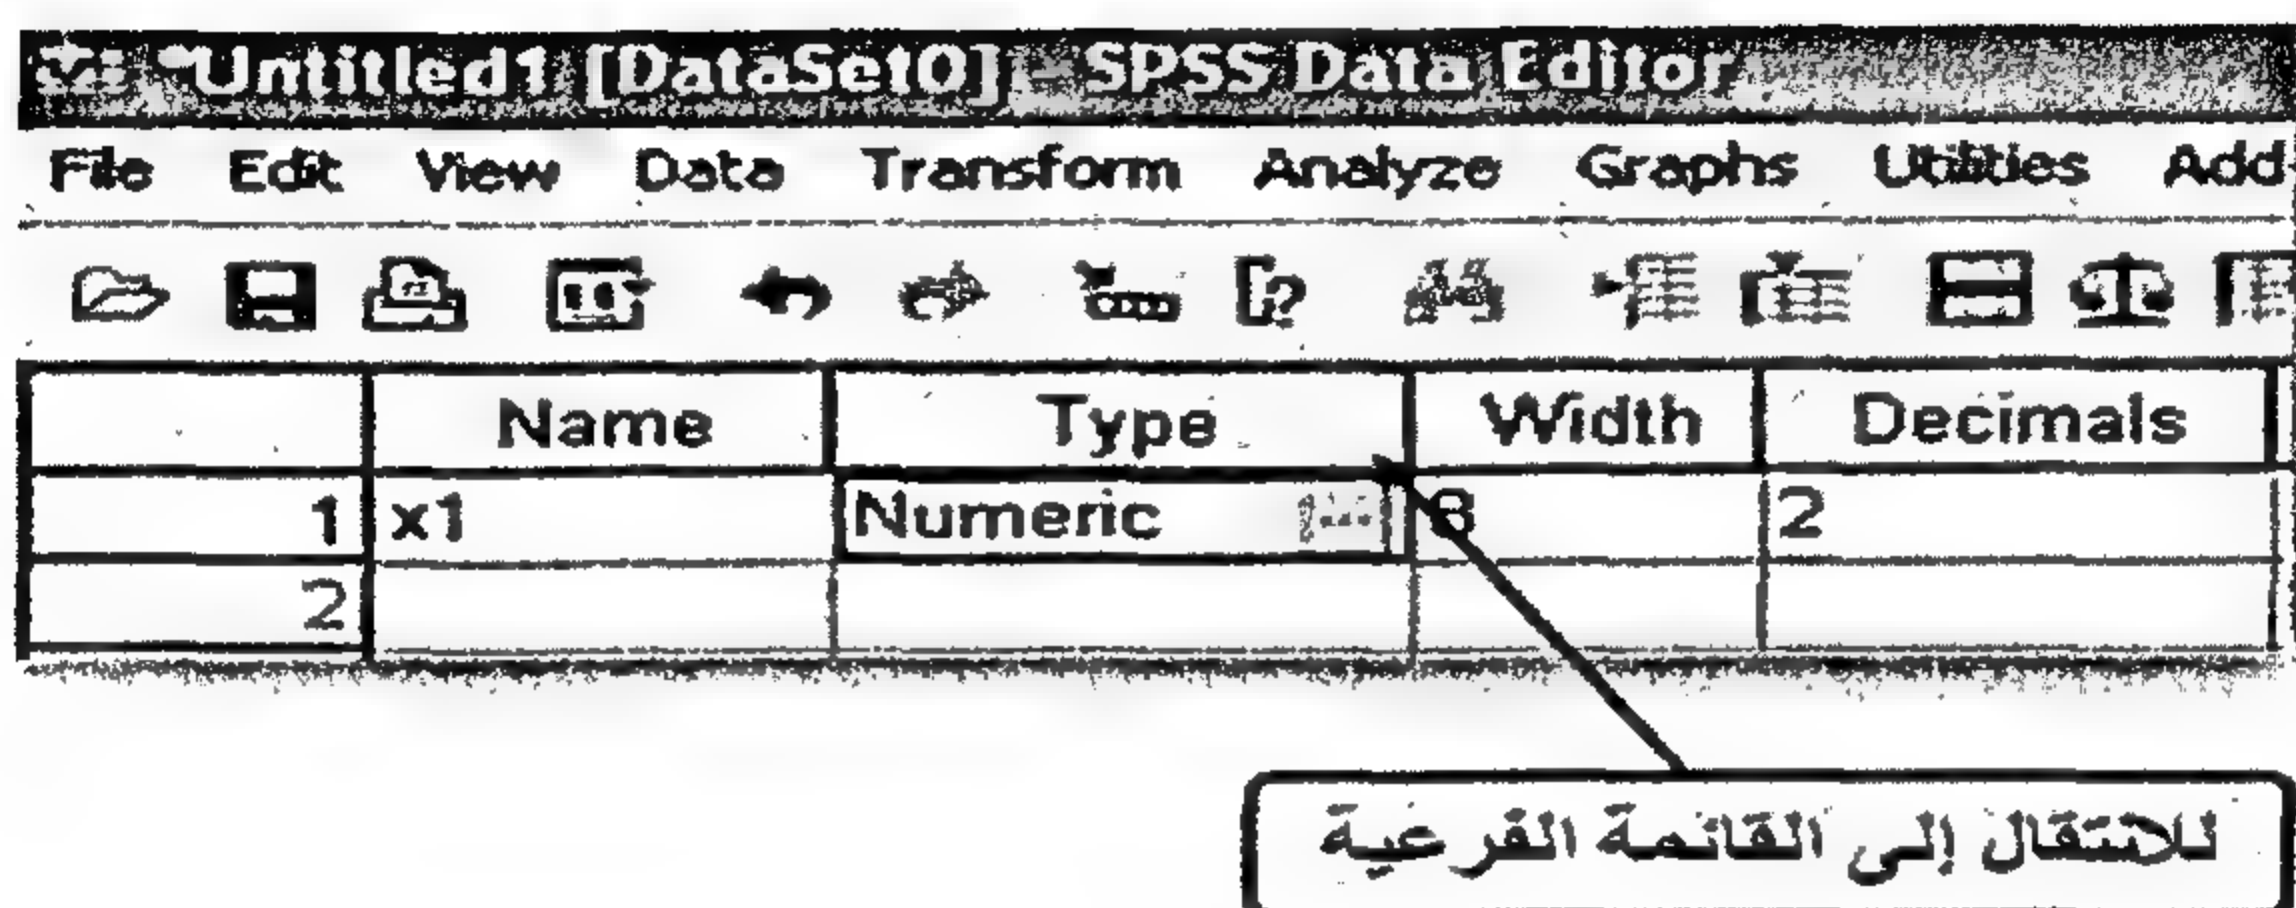 *Untitled1 [DataSet0] - SPSS Data Editor
File Edit View Data Transform Analyze Graphs Utilities Add
Name Type Width Decimals
1 x1 Numeric ... 8 2
2
للانتقال إلى القائمة الفرعية